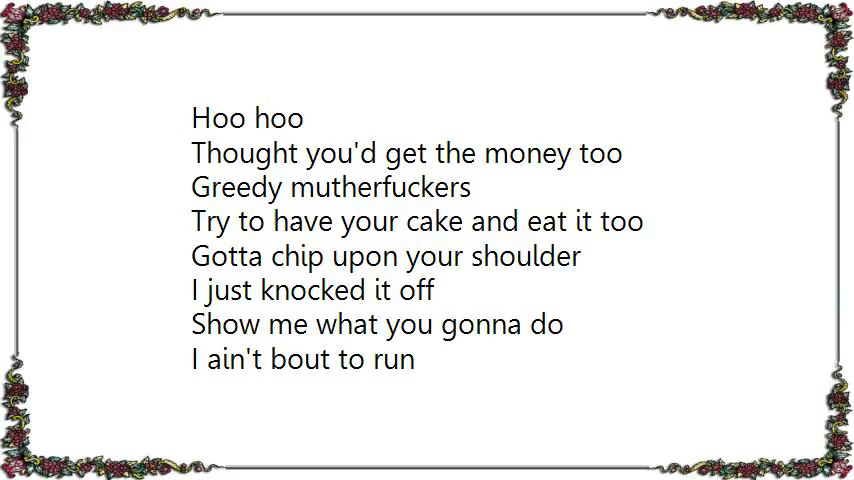 Hoo hoo
Thought you'd get the money too
Greedy mutherfuckers
Try to have your cake and eat it too
Gotta chip upon your shoulder
I just knocked it off
Show me what you gonna do
I ain't bout to run